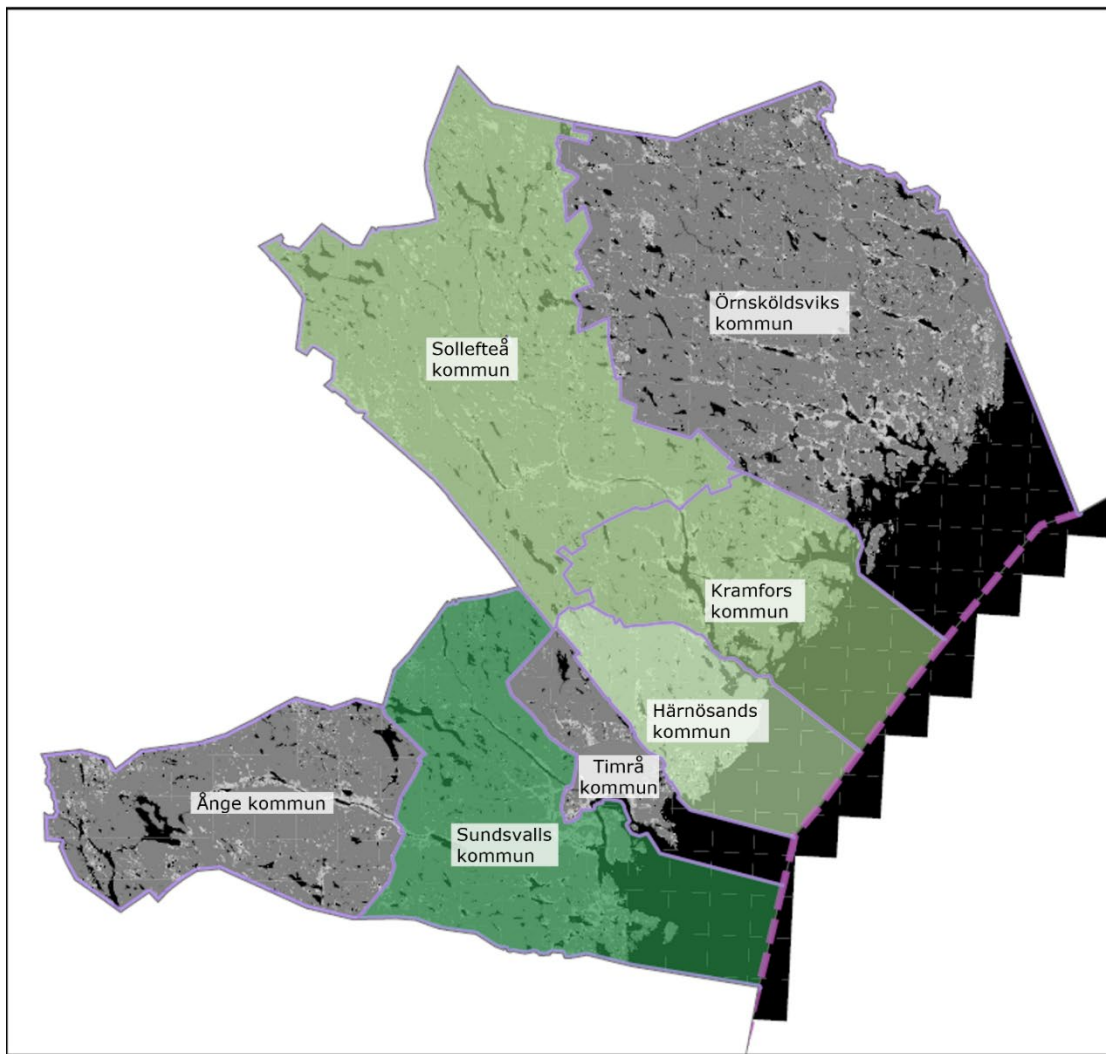 Örnsköldsviks
kommun
Sollefteå
kommun
Kramfors
kommun
Härnösands
kommun
Timrå
kommun
Ånge kommun
Sundsvalls
kommun